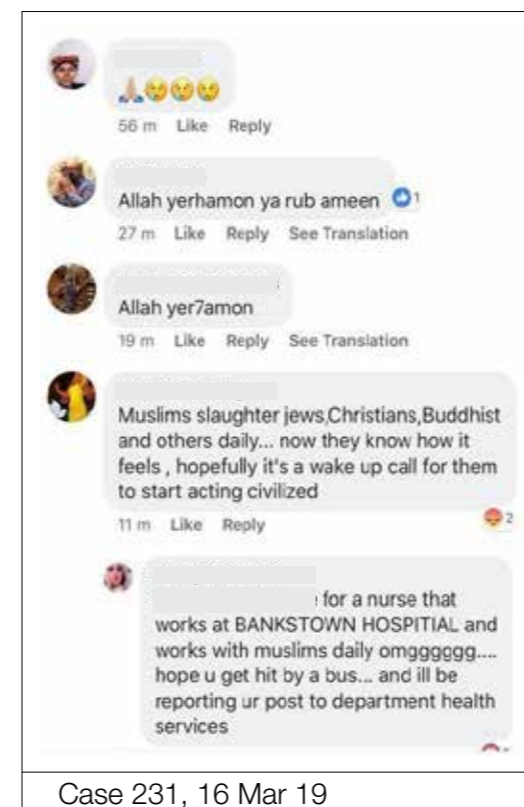 56 m Like Reply
Allah yerhamon ya rub ameen 1
27 m Like Reply See Translation
Allah yer7amon
19 m Like Reply See Translation
Muslims slaughter jews,Christians,Buddhist
and others daily... now they know how it
feels , hopefully it's a wake up call for them
to start acting civilized
2
11 m Like Reply
for a nurse that
works at BANKSTOWN HOSPITIAL and
works with muslims daily omgggggg....
hope u get hit by a bus... and ill be
reporting ur post to department health
services
Case 231, 16 Mar 19